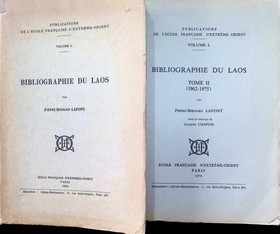 PUBLICATIONS
DE L'ÉCOLE FRANÇAISE D'EXTRÊME-ORIENT
VOLUME L
BIBLIOGRAPHIE DU LAOS
PAR
PIERRE-BERNARD LAFONT
ÉCOLE FRANÇAISE D'EXTRÊME-ORIENT
PARIS
1964
PUBLICATIONS
DE L'ÉCOLE FRANÇAISE D'EXTRÊME-ORIENT
VOLUME L
BIBLIOGRAPHIE DU LAOS
TOME II
(1962-1975)
PAR
PIERRE-BERNARD LAFONT
ÉCOLE FRANÇAISE D'EXTRÊME-ORIENT
PARIS
1978